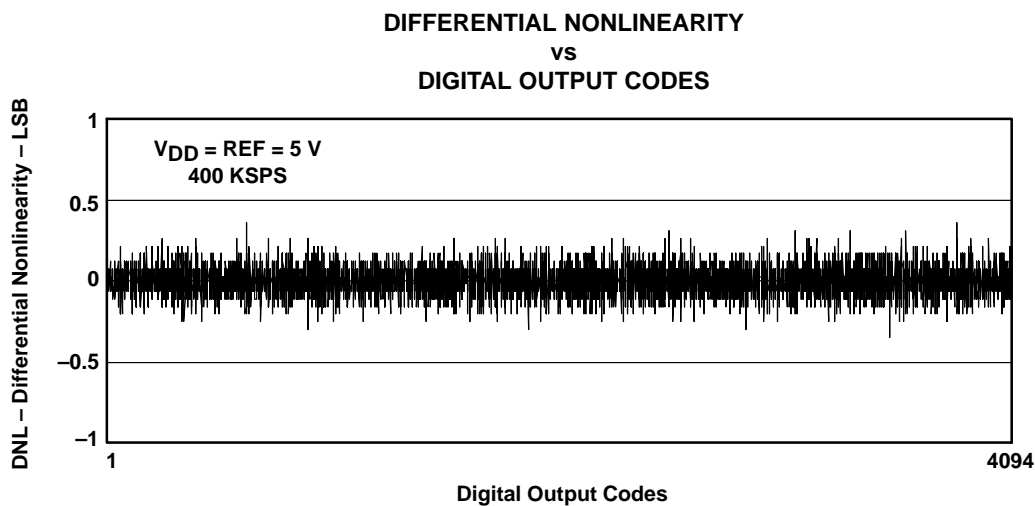 DIFFERENTIAL NONLINEARITY
vs
DIGITAL OUTPUT CODES
DNL – Differential Nonlinearity – LSB
1
VDD = REF = 5 V
400 KSPS
0.5
0
–0.5
–1
1
4094
Digital Output Codes